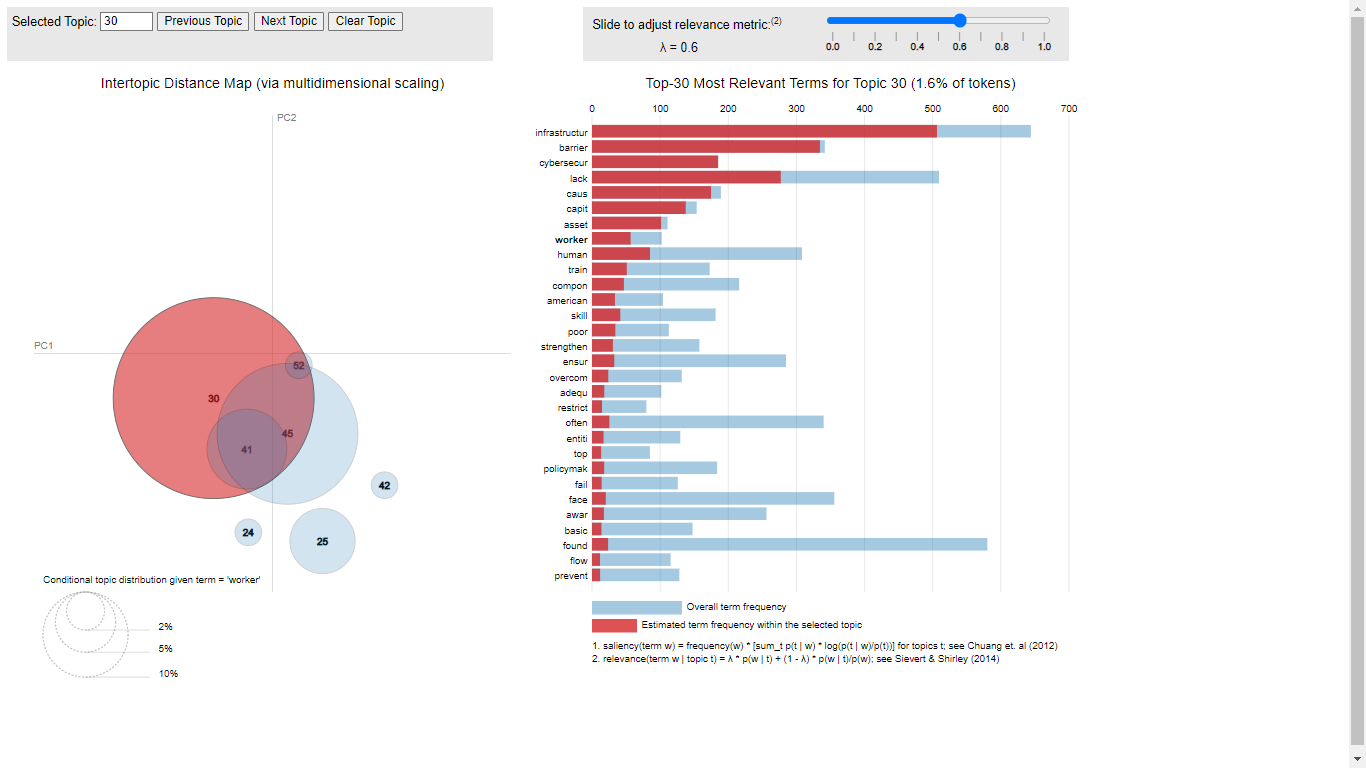 Selected Topic: 30 Previous Topic Next Topic Clear Topic
Slide to adjust relevance metric:(2)
λ = 0.6
0.0 0.2 0.4 0.6 0.8 1.0
Intertopic Distance Map (via multidimensional scaling)
PC2
PC1
52
30
45
41
42
24
25
Conditional topic distribution given term = 'worker'
2%
5%
10%
Top-30 Most Relevant Terms for Topic 30 (1.6% of tokens)
0 100 200 300 400 500 600 700
infrastructur
barrier
cybersecur
lack
caus
capit
asset
worker
human
train
compon
american
skill
poor
strengthen
ensur
overcom
adequ
restrict
often
entiti
top
policymak
fail
face
awar
basic
found
flow
prevent
Overall term frequency
Estimated term frequency within the selected topic
1. saliency(term w) = frequency(w) * [sum_t p(t | w) * log(p(t | w)/p(t))] for topics t; see Chuang et. al (2012)
2. relevance(term w | topic t) = λ * p(w | t) + (1 - λ) * p(w | t)/p(w); see Sievert & Shirley (2014)